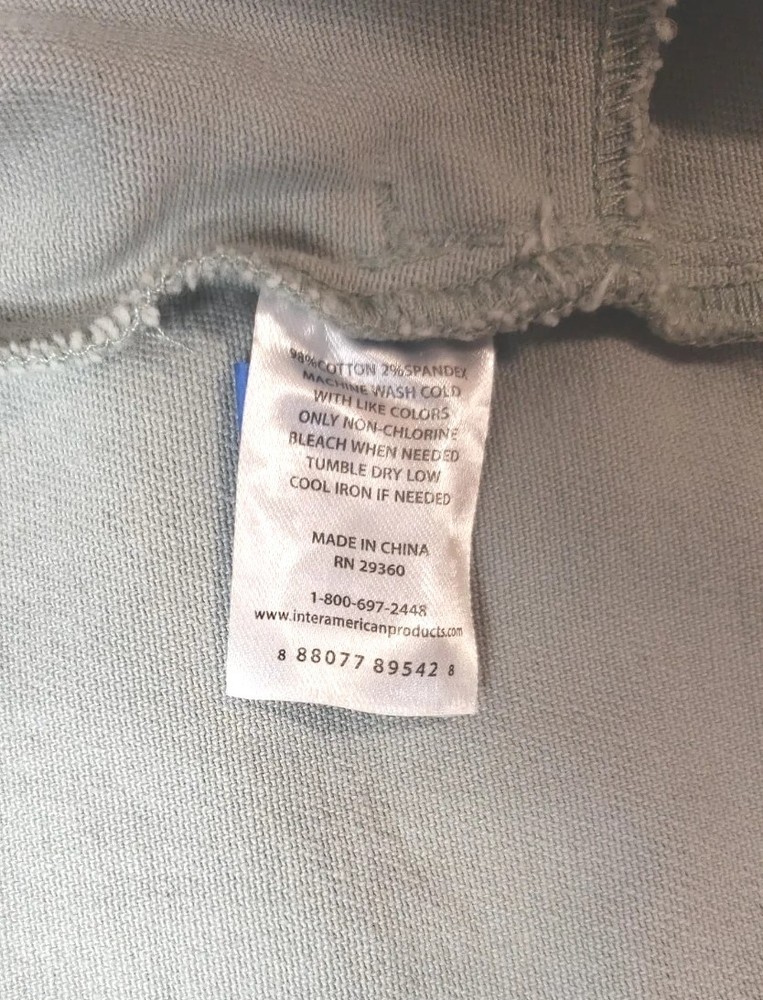 98%COTTON 2%SPANDEX
MACHINE WASH COLD
WITH LIKE COLORS
ONLY NON-CHLORINE
BLEACH WHEN NEEDED
TUMBLE DRY LOW
COOL IRON IF NEEDED
MADE IN CHINA
RN 29360
1-800-697-2448
www.interamericanproducts.com
8 88077 89542 8